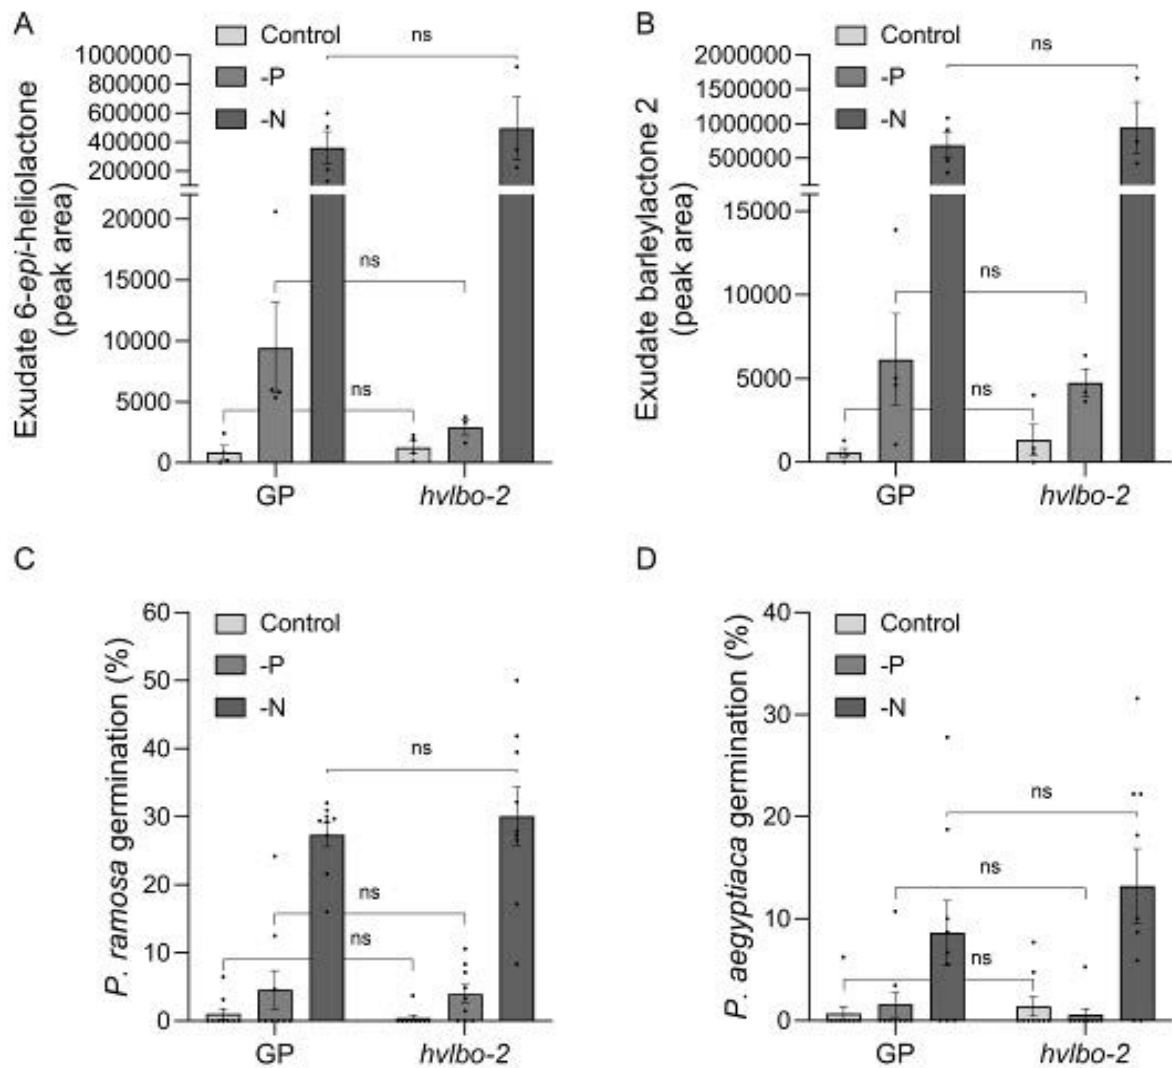 A
Exudate 6-epi-heliolactone
(peak area)
1000000
800000
600000
400000
200000
20000
15000
10000
5000
0
Control
-P
-N
ns
ns
ns
GP
hvlbo-2
B
Exudate barleylactone 2
(peak area)
2000000
1500000
1000000
500000
15000
10000
5000
0
Control
-P
-N
ns
ns
ns
GP
hvlbo-2
C
P. ramosa germination (%)
60
50
40
30
20
10
0
Control
-P
-N
ns
ns
ns
GP
hvlbo-2
D
P. aegyptiaca germination (%)
40
30
20
10
0
Control
-P
-N
ns
ns
ns
GP
hvlbo-2